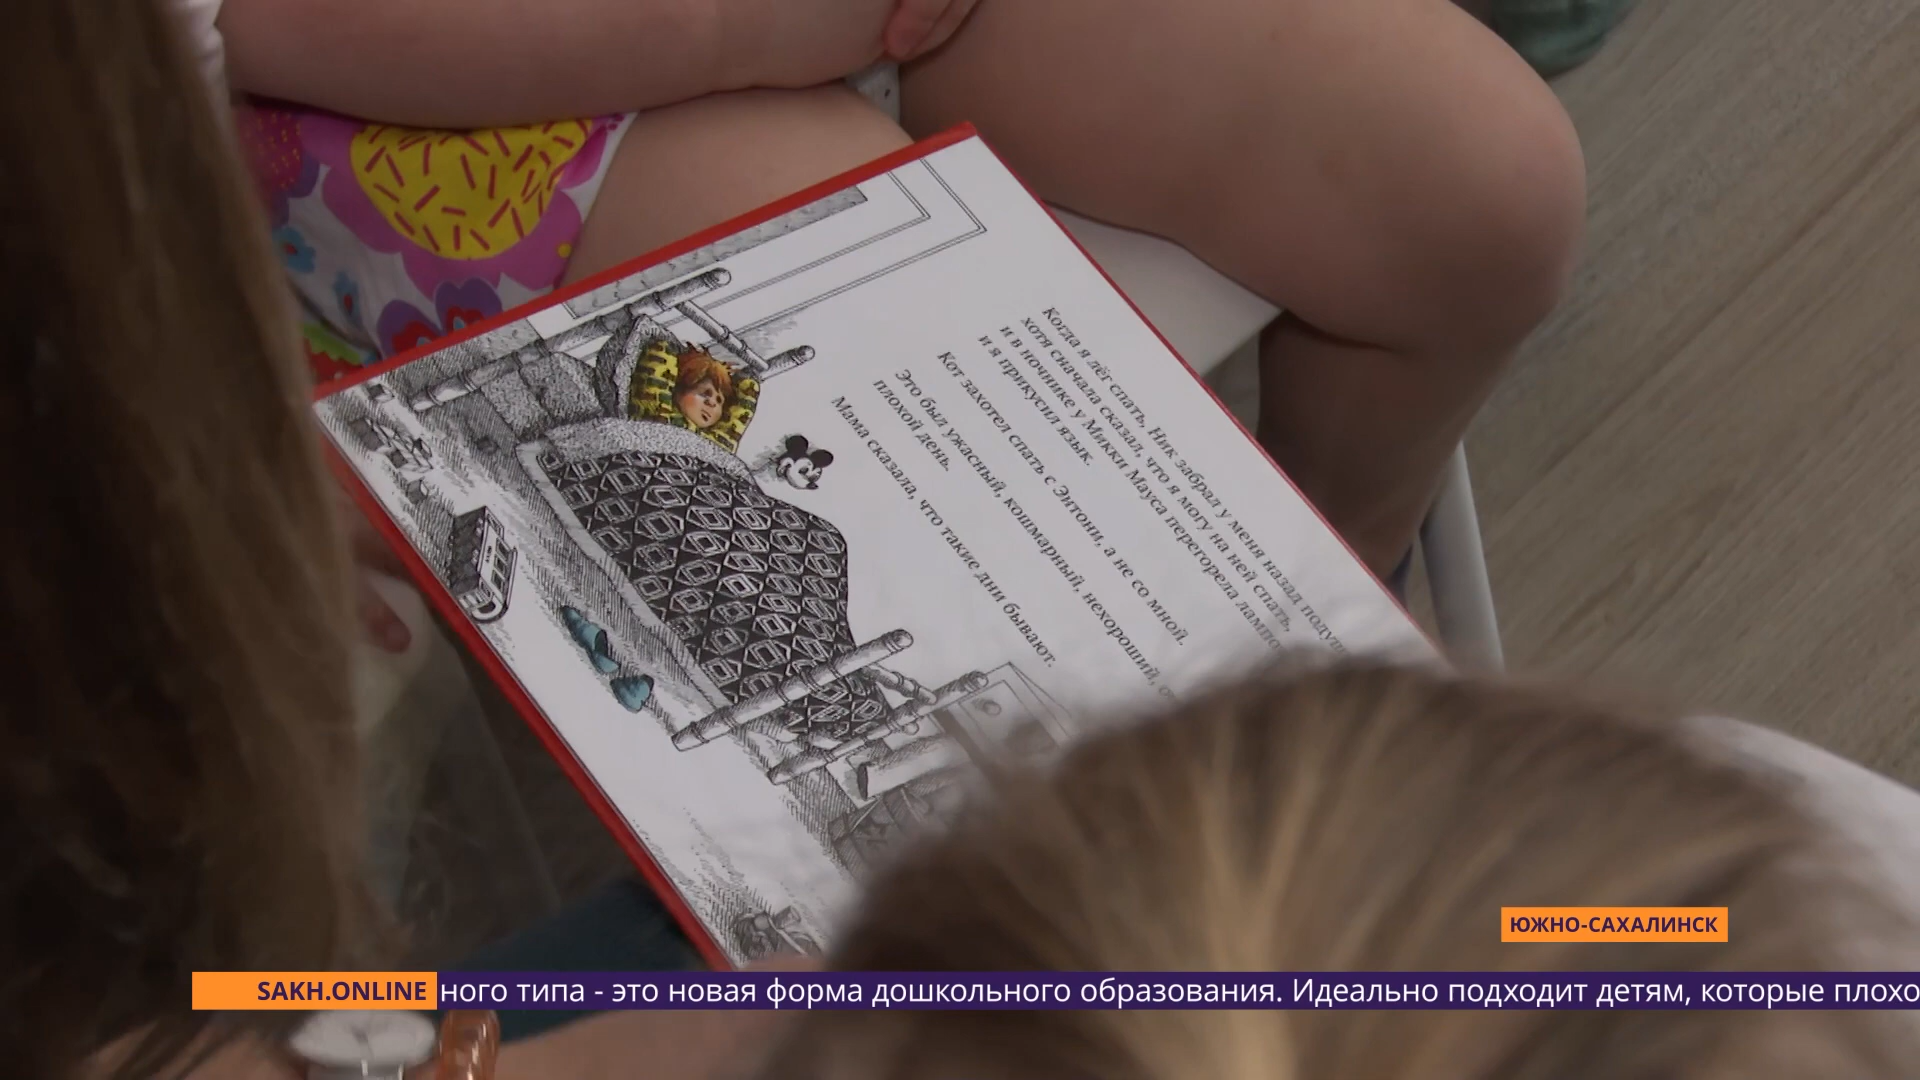 Когда я лёг спать, Ник забрал у меня назад
хотя сначала сказал, что я могу на ней спать,
и в ночнике у Микки Мауса перегорела
и я прикусил язык.
Кот захотел спать с Энтони, а не со мной.
Это был ужасный, кошмарный, нехороший,
плохой день.
Мама сказала, что такие дни бывают.
ЮЖНО-САХАЛИНСК
SAKH.ONLINE
ного типа - это новая форма дошкольного образования. Идеально подходит детям, которые плохо